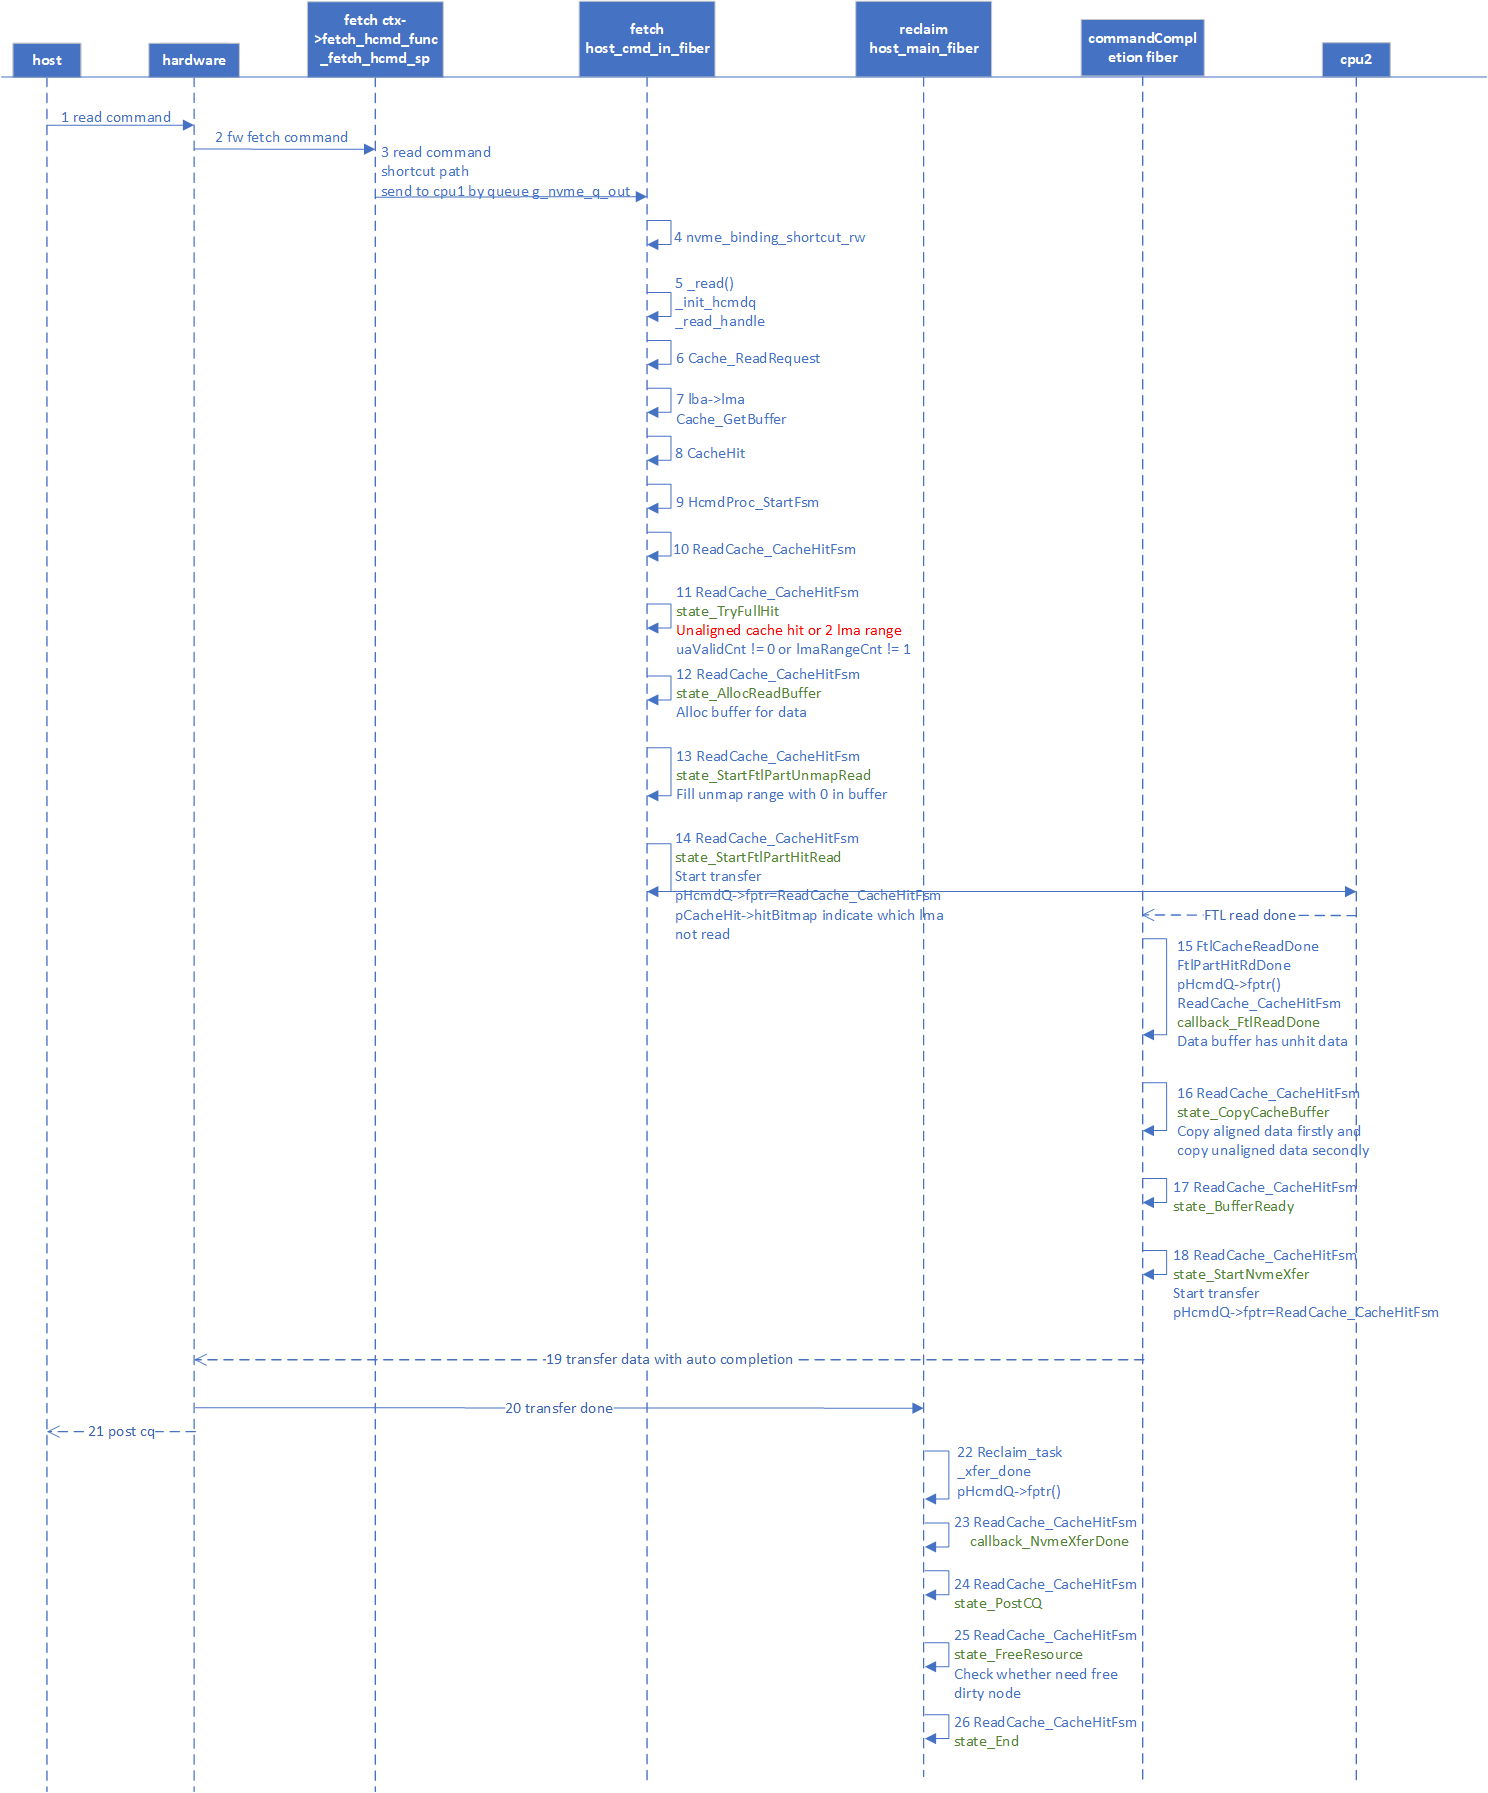 host
hardware
fetch ctx-
>fetch_hcmd_func
_fetch_hcmd_sp
fetch
host_cmd_in_fiber
reclaim
host_main_fiber
commandCompl
etion fiber
cpu2
1 read command
2 fw fetch command
3 read command
shortcut path
send to cpu1 by queue g_nvme_q_out
4 nvme_binding_shortcut_rw
5 _read()
_init_hcmdq
_read_handle
6 Cache_ReadRequest
7 lba->lma
Cache_GetBuffer
8 CacheHit
9 HcmdProc_StartFsm
10 ReadCache_CacheHitFsm
11 ReadCache_CacheHitFsm
state_TryFullHit
Unaligned cache hit or 2 lma range
uaValidCnt != 0 or lmaRangeCnt != 1
12 ReadCache_CacheHitFsm
state_AllocReadBuffer
Alloc buffer for data
13 ReadCache_CacheHitFsm
state_StartFtlPartUnmapRead
Fill unmap range with 0 in buffer
14 ReadCache_CacheHitFsm
state_StartFtlPartHitRead
Start transfer
pHcmdQ->fptr=ReadCache_CacheHitFsm
pCacheHit->hitBitmap indicate which lma
not read
FTL read done
15 FtlCacheReadDone
FtlPartHitRdDone
pHcmdQ->fptr()
ReadCache_CacheHitFsm
callback_FtlReadDone
Data buffer has unhit data
16 ReadCache_CacheHitFsm
state_CopyCacheBuffer
Copy aligned data firstly and
copy unaligned data secondly
17 ReadCache_CacheHitFsm
state_BufferReady
18 ReadCache_CacheHitFsm
state_StartNvmeXfer
Start transfer
pHcmdQ->fptr=ReadCache_CacheHitFsm
19 transfer data with auto completion
20 transfer done
21 post cq
22 Reclaim_task
_xfer_done
pHcmdQ->fptr()
23 ReadCache_CacheHitFsm
callback_NvmeXferDone
24 ReadCache_CacheHitFsm
state_PostCQ
25 ReadCache_CacheHitFsm
state_FreeResource
Check whether need free
dirty node
26 ReadCache_CacheHitFsm
state_End